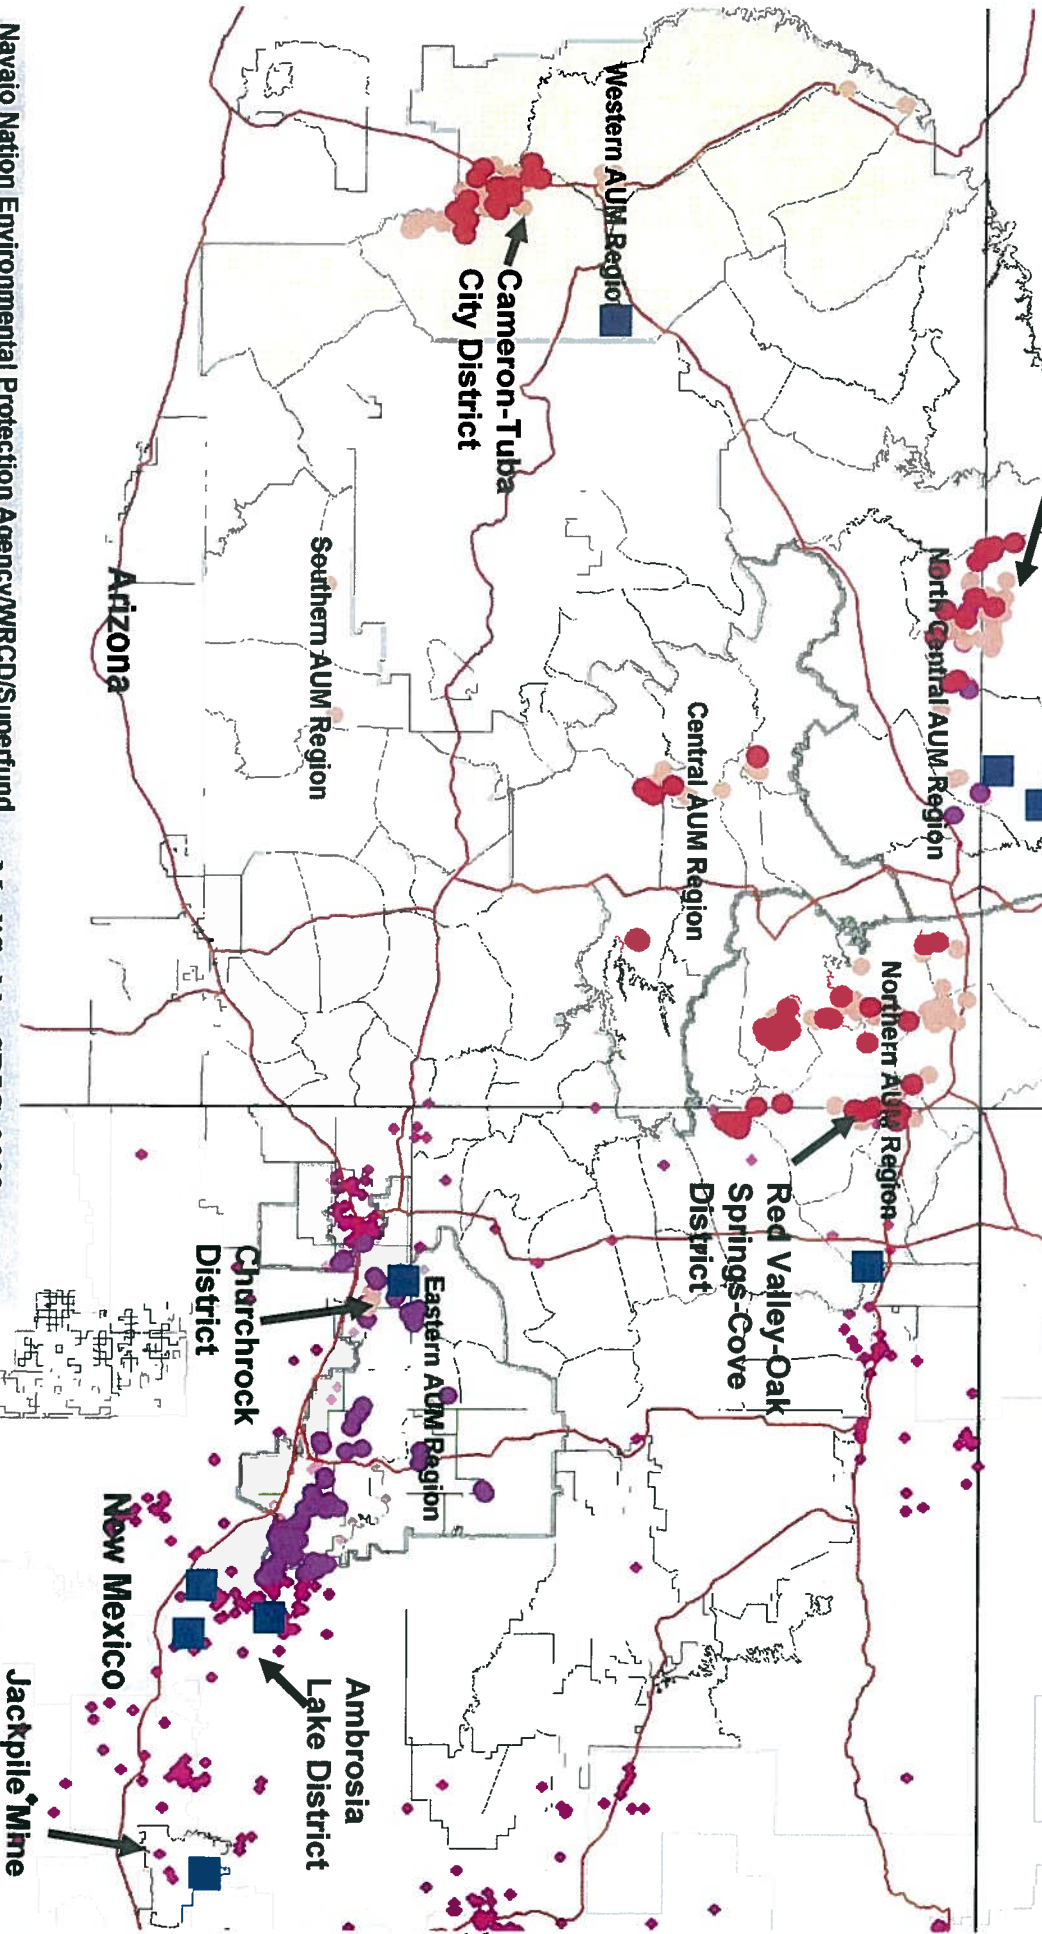 North Central AUM Region
Northern AUM Region
Western AUM Region
Central AUM Region
Red Valley-Oak
Springs-Cove
District
Cameron-Tuba
City District
Eastern AUM Region
Southern AUM Region
Ambrosia
Lake District
Churchrock
District
Arizona
New Mexico
Jackpile Mine
Navajo Nation Environmental Protection Agency/WRCD/Superfund